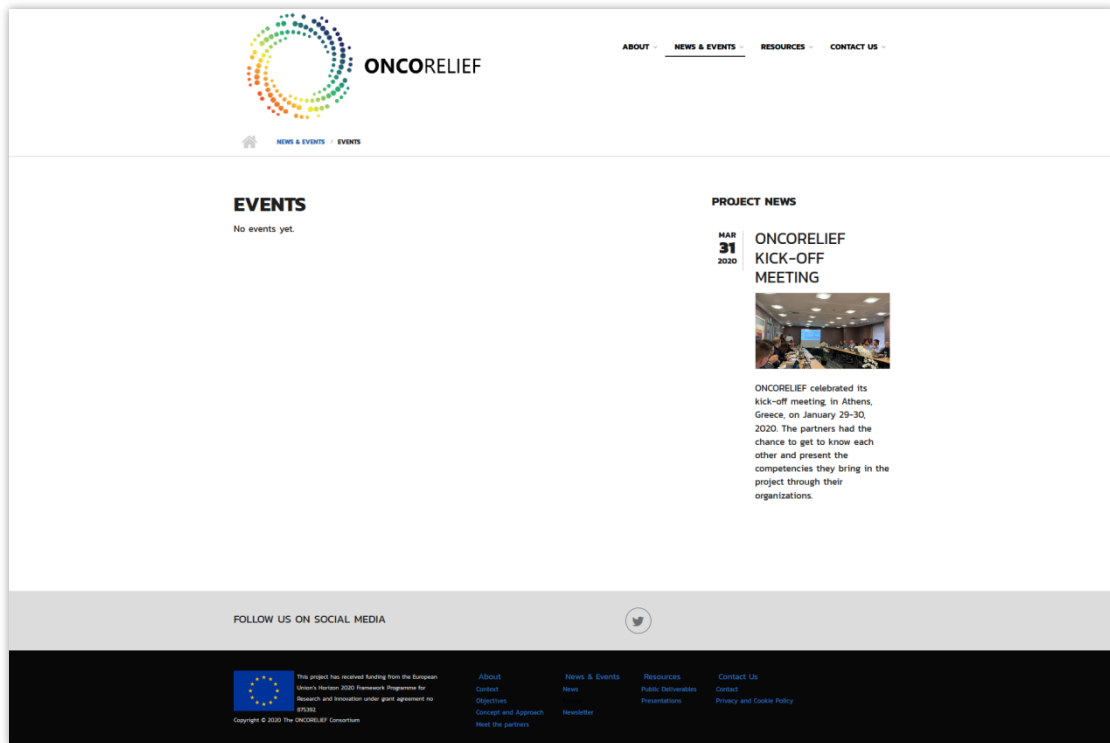 ONCORELIEF
ABOUT NEWS & EVENTS RESOURCES CONTACT US
NEWS & EVENTS / EVENTS
EVENTS
No events yet.
PROJECT NEWS
MAR
31
2020
ONCORELIEF
KICK-OFF
MEETING
ONCORELIEF celebrated its
kick-off meeting, in Athens,
Greece, on January 29-30,
2020. The partners had the
chance to get to know each
other and present the
competencies they bring in the
project through their
organizations.
FOLLOW US ON SOCIAL MEDIA
This project has received funding from the European
Union's Horizon 2020 Framework Programme for
Research and Innovation under grant agreement no
875392.
Copyright © 2020 The ONCORELIEF Consortium
About
Context
Objectives
Concept and Approach
Meet the partners
News & Events
News
Newsletter
Resources
Public Deliverables
Presentations
Contact Us
Contact
Privacy and Cookie Policy